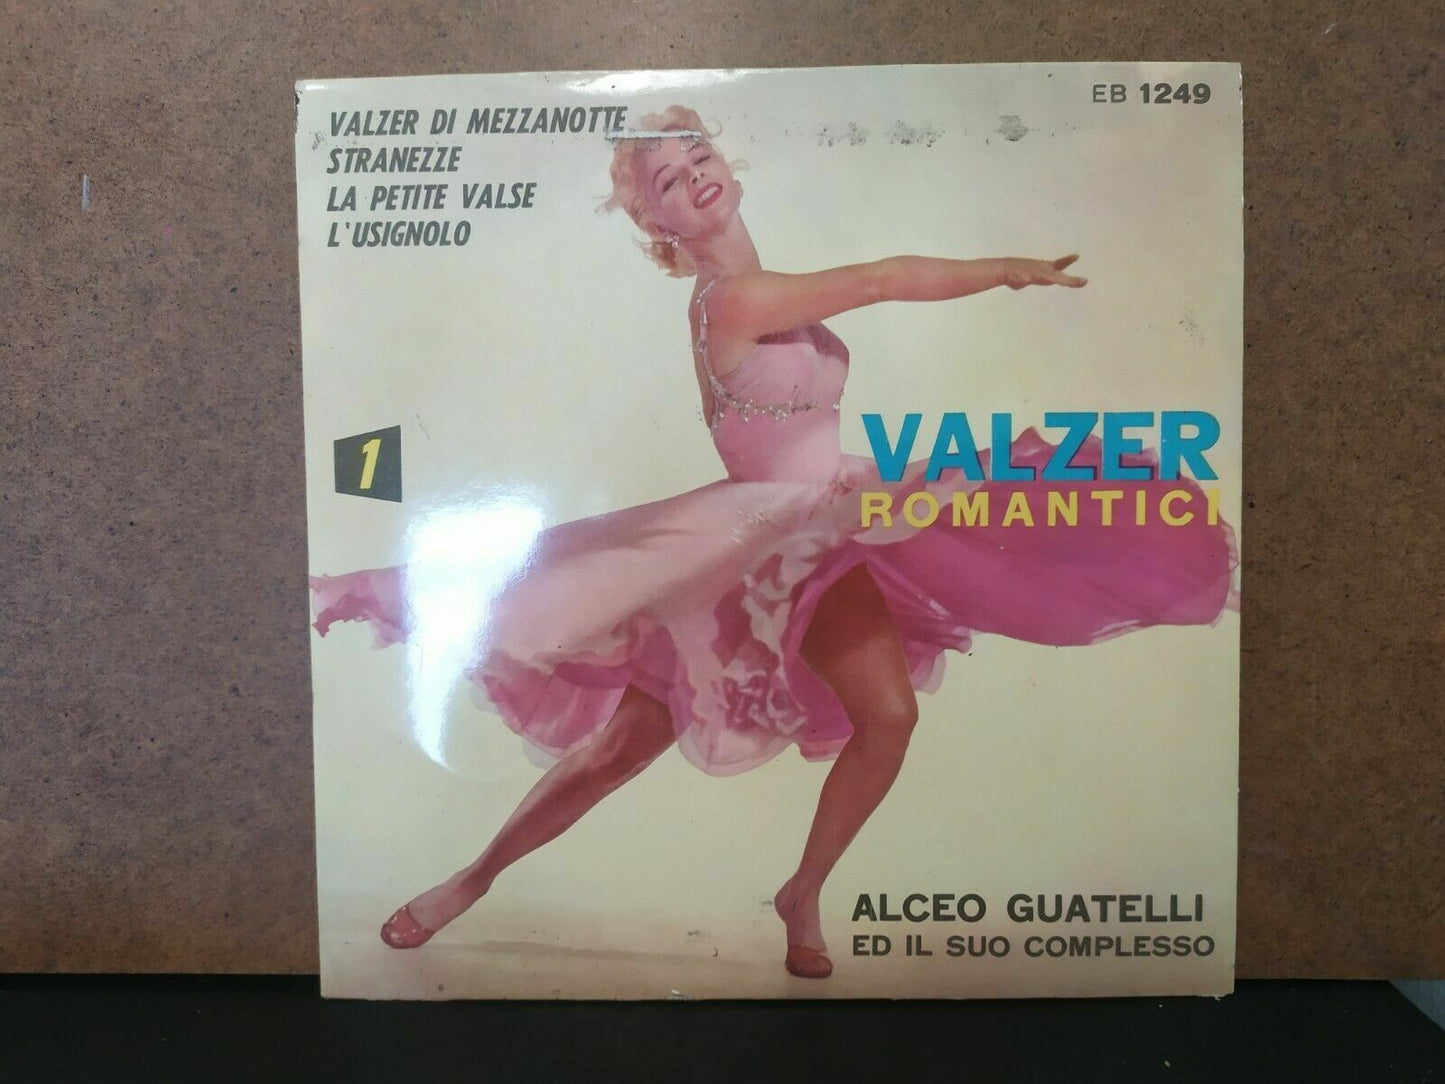 VALZER DI MEZZANOTTE
STRANEZZE
LA PETITE VALSE
L'USIGNOLO
EB 1249
1
VALZER
ROMANTICI
ALCEO GUATELLI
ED IL SUO COMPLESSO